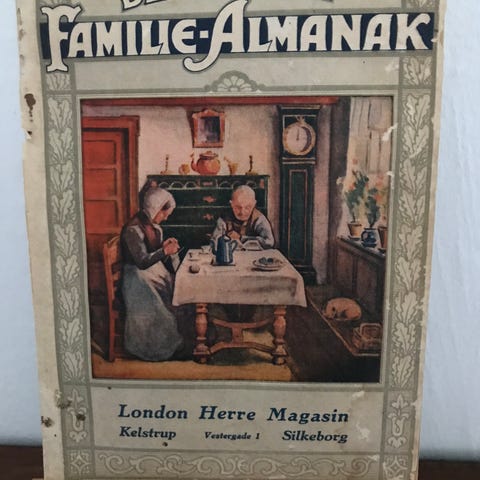 FAMILIE-ALMANAK
London Herre Magasin
Kelstrup Vestergade 1 Silkeborg